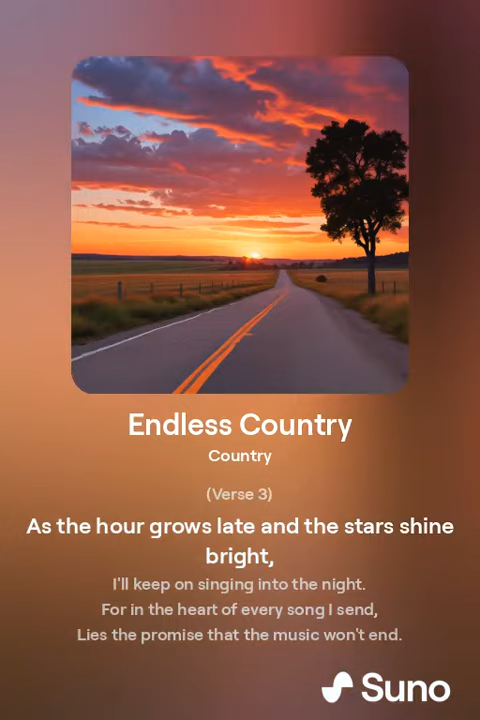 Endless Country
Country
(Verse 3)
As the hour grows late and the stars shine
bright,
I'll keep on singing into the night.
For in the heart of every song I send,
Lies the promise that the music won't end.
Suno